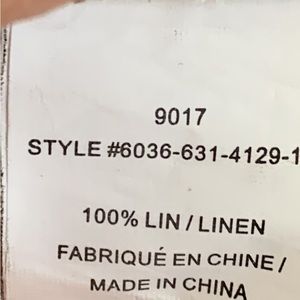 9017
STYLE #6036-631-4129-1
100% LIN / LINEN
FABRIQUÉ EN CHINE /
MADE IN CHINA